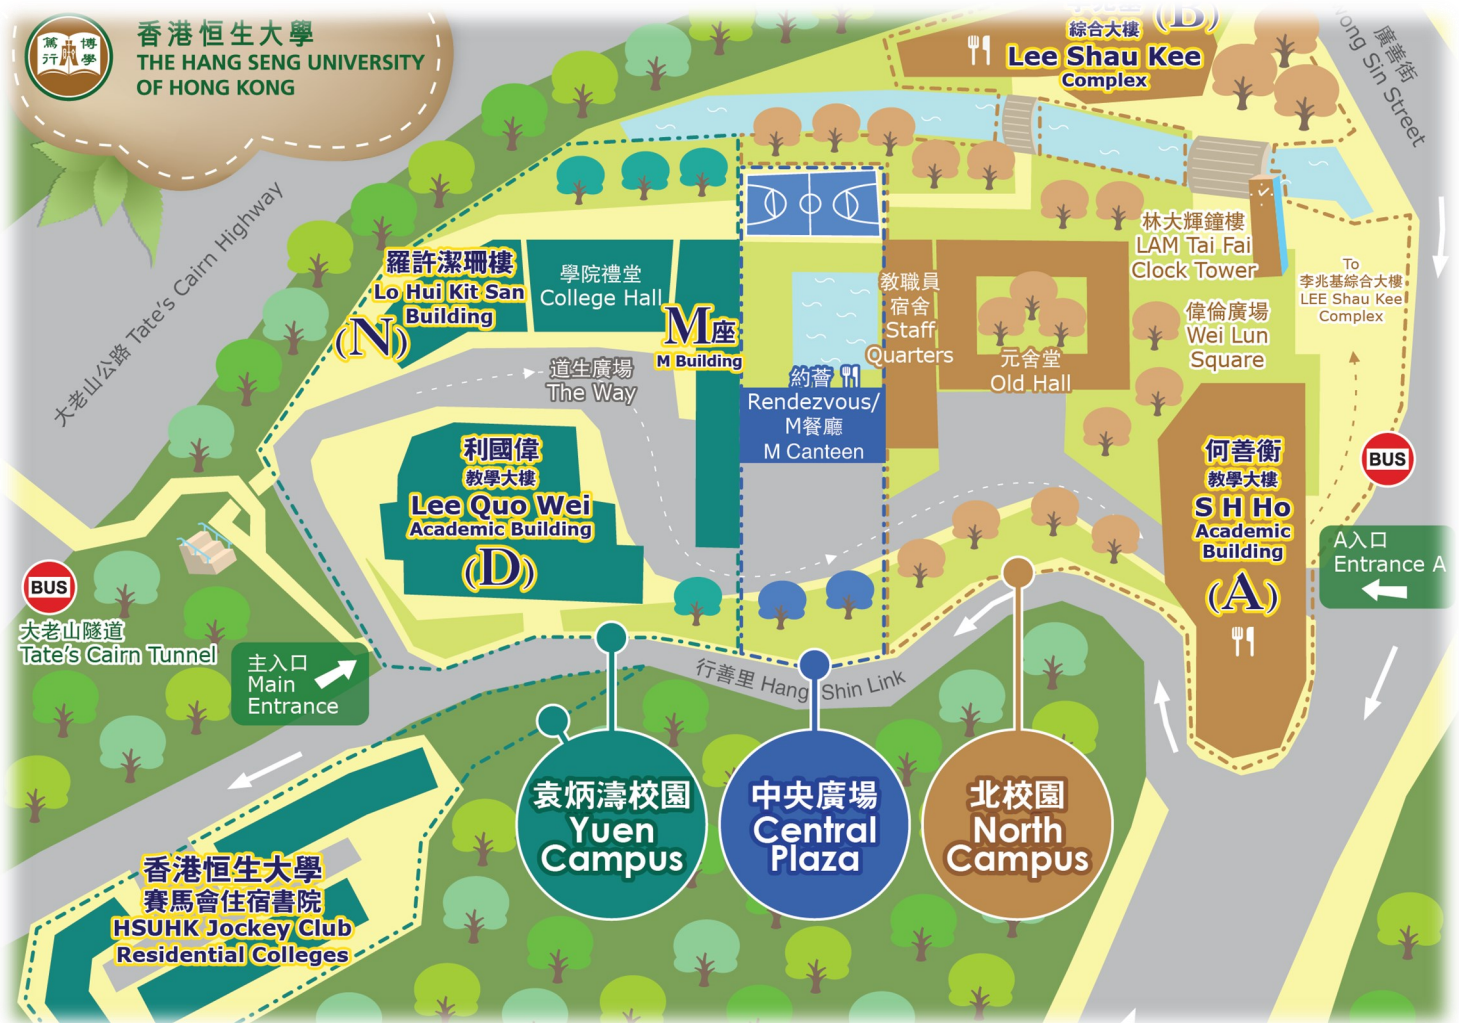 篤行
博學
香港恒生大學
THE HANG SENG UNIVERSITY
OF HONG KONG
綜合大樓
(B)
Lee Shau Kee
Complex
廣善街
Wong Sin Street
大老山公路 Tate's Cairn Highway
羅許潔珊樓
Lo Hui Kit San
Building
(N)
學院禮堂
College Hall
M座
M Building
道生廣場
The Way
約薈
Rendezvous/
M餐廳
M Canteen
教職員
宿舍
Staff
Quarters
元舍堂
Old Hall
林大輝鐘樓
LAM Tai Fai
Clock Tower
偉倫廣場
Wei Lun
Square
To
李兆基綜合大樓
LEE Shau Kee
Complex
利國偉
教學大樓
Lee Quo Wei
Academic Building
(D)
何善衡
教學大樓
S H Ho
Academic
Building
(A)
BUS
A入口
Entrance A
BUS
大老山隧道
Tate's Cairn Tunnel
主入口
Main
Entrance
行善里 Hang Shin Link
袁炳濤校園
Yuen
Campus
中央廣場
Central
Plaza
北校園
North
Campus
香港恒生大學
賽馬會住宿書院
HSUHK Jockey Club
Residential Colleges